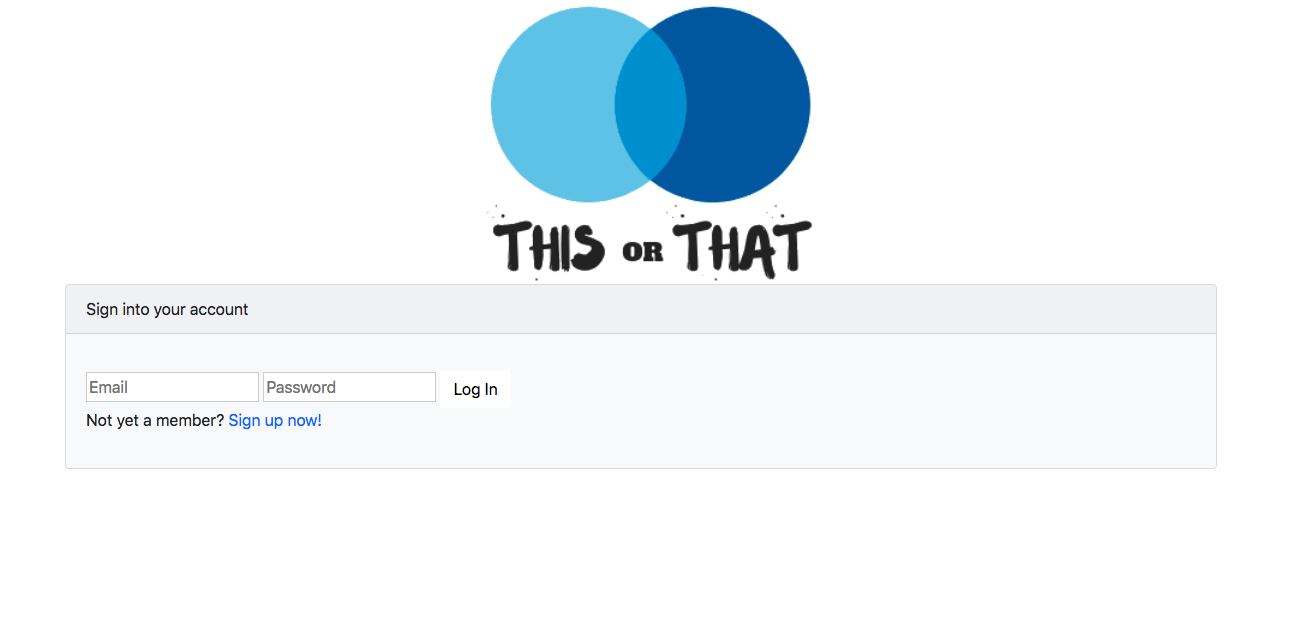 THIS OR THAT
Sign into your account
Email Password Log In
Not yet a member? Sign up now!